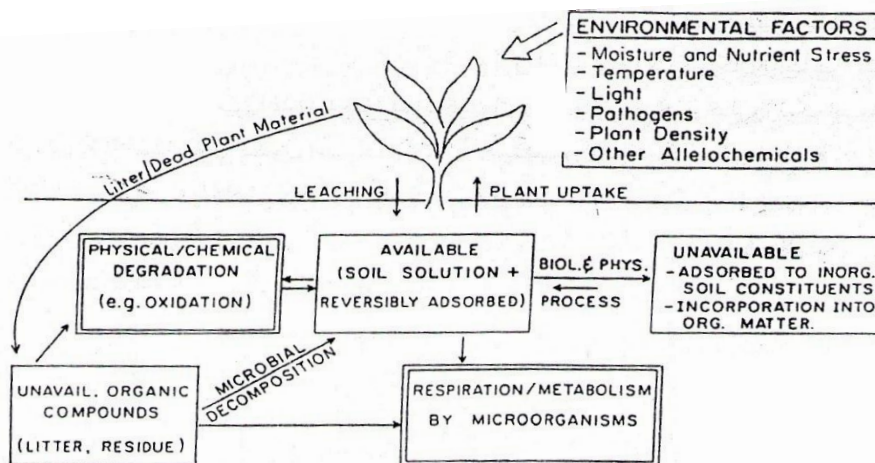 ENVIRONMENTAL FACTORS
- Moisture and Nutrient Stress
- Temperature
- Light
- Pathogens
- Plant Density
- Other Allelochemicals
Litter/Dead Plant Material
LEACHING
PLANT UPTAKE
PHYSICAL/CHEMICAL
DEGRADATION
(e.g. OXIDATION)
AVAILABLE
(SOIL SOLUTION +
REVERSIBLY ADSORBED)
BIOL. & PHYS.
PROCESS
UNAVAILABLE
- ADSORBED TO INORG.
SOIL CONSTITUENTS
- INCORPORATION INTO
ORG. MATTER.
UNAVAIL. ORGANIC
COMPOUNDS
(LITTER, RESIDUE)
MICROBIAL
DECOMPOSITION
RESPIRATION/METABOLISM
BY MICROORGANISMS